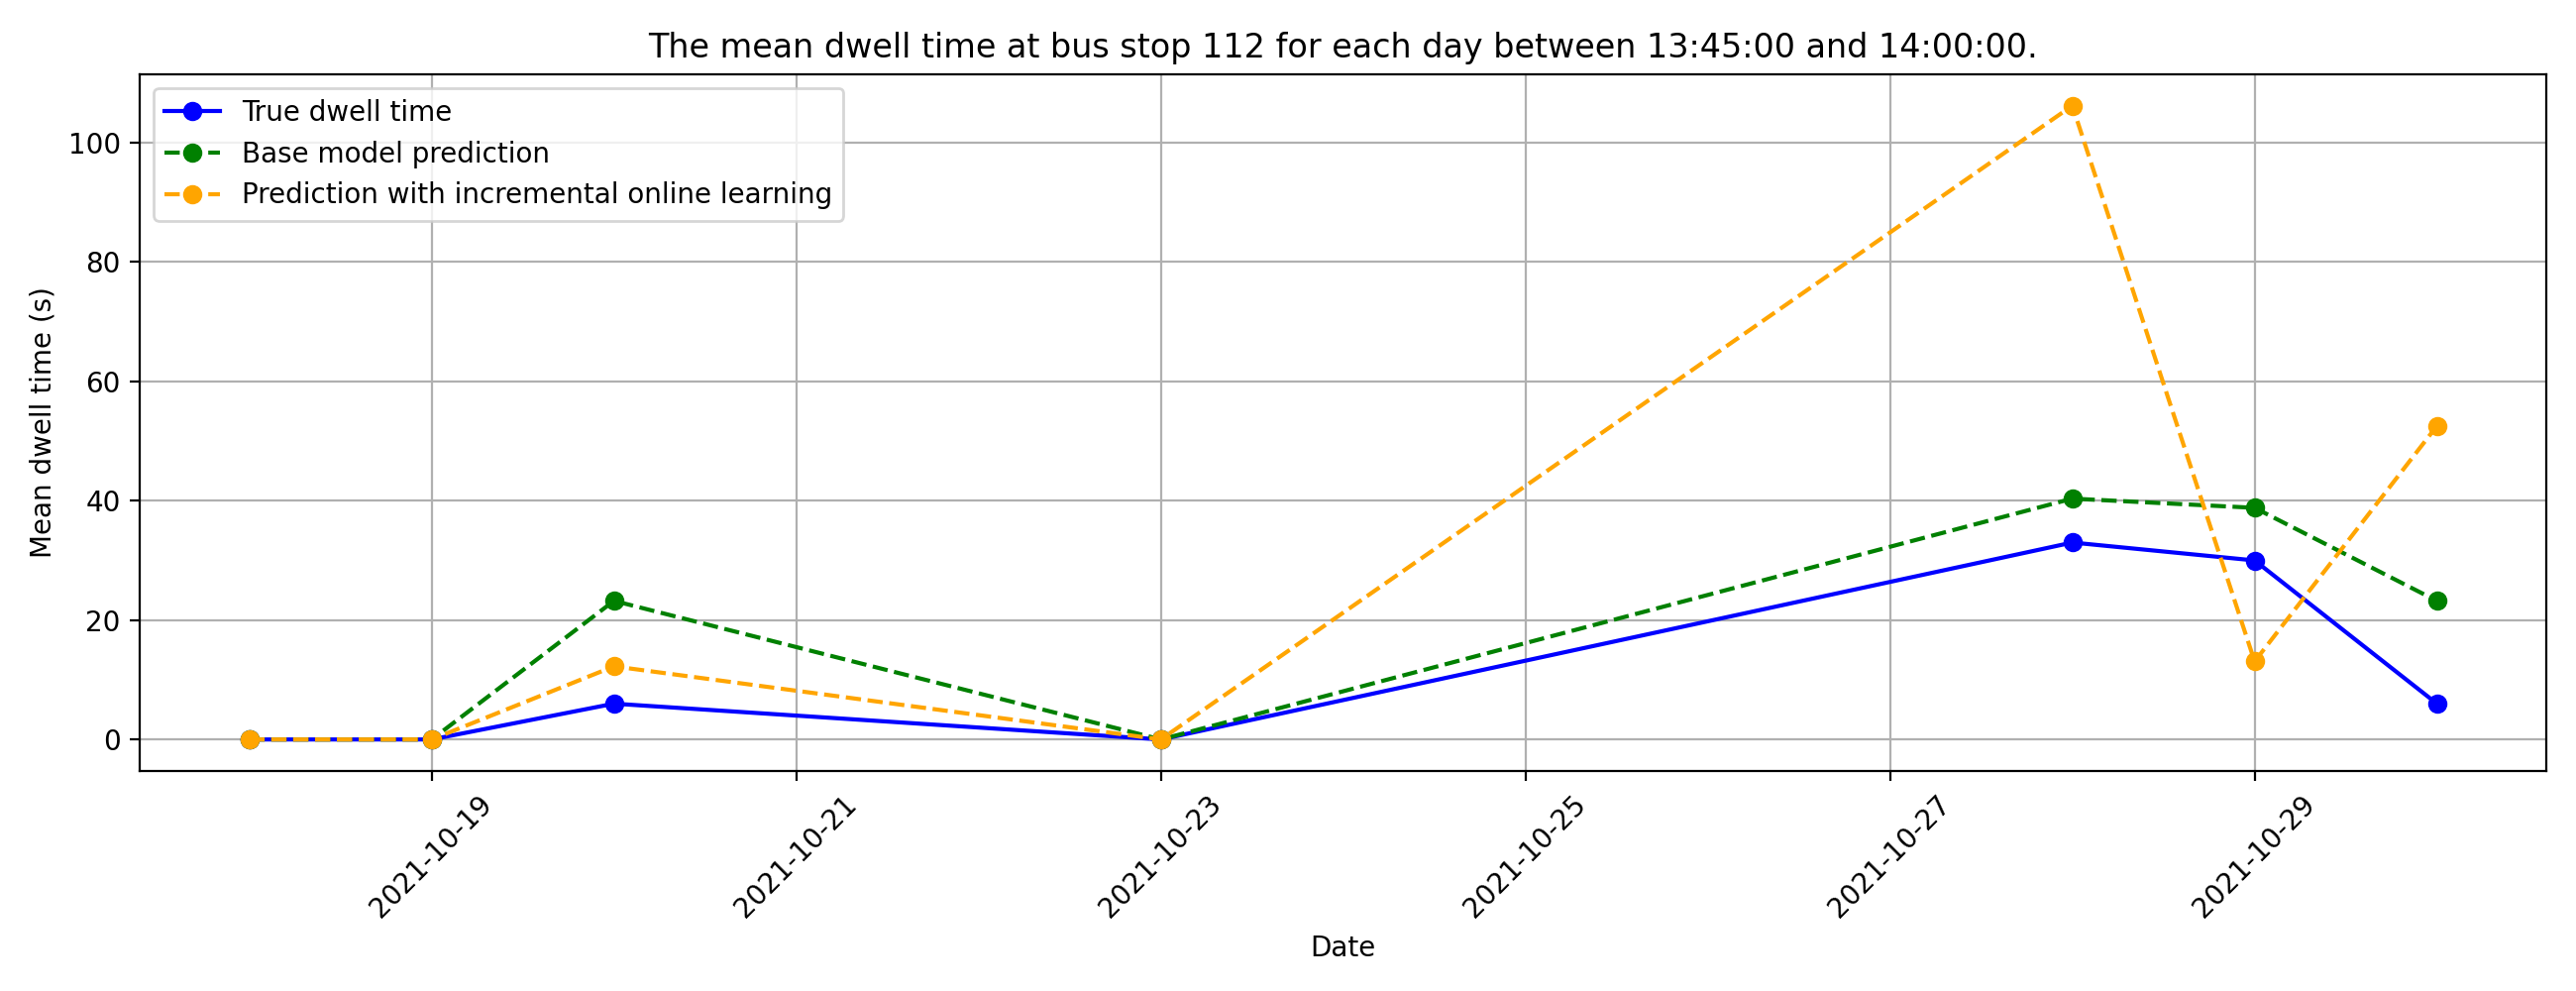 The mean dwell time at bus stop 112 for each day between 13:45:00 and 14:00:00.
True dwell time
Base model prediction
Prediction with incremental online learning
Mean dwell time (s)
100
80
60
40
20
0
2021-10-19
2021-10-21
2021-10-23
2021-10-25
2021-10-27
2021-10-29
Date